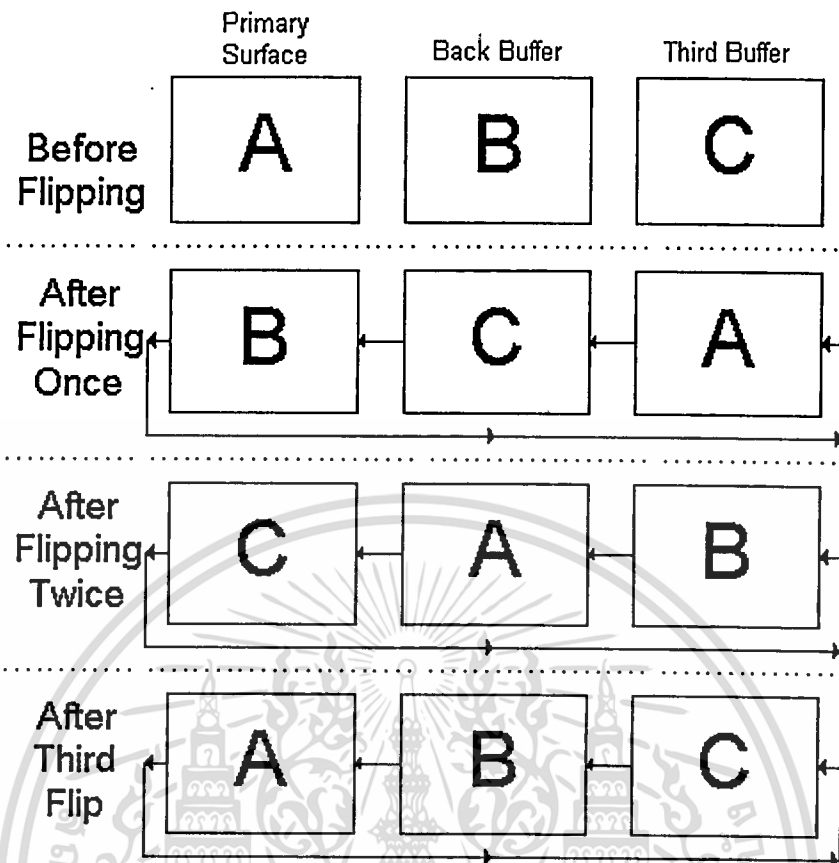 Primary
Surface
Back Buffer
Third Buffer
Before
Flipping
A
B
C
After
Flipping
Once
B
C
A
After
Flipping
Twice
C
A
B
After
Third
Flip
A
B
C